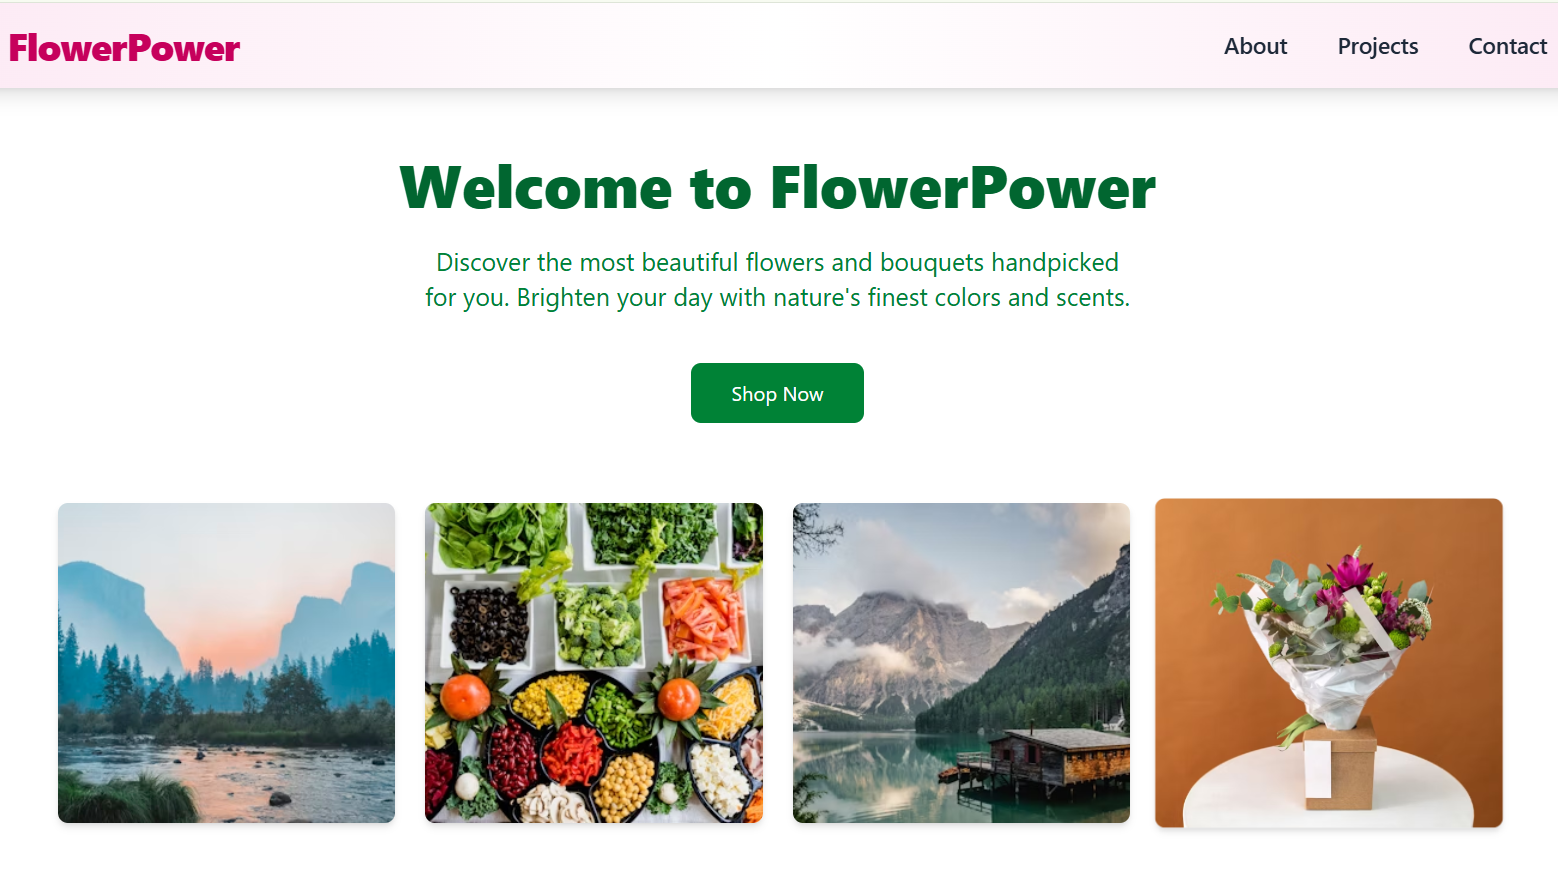 FlowerPower
About
Projects
Contact
Welcome to FlowerPower
Discover the most beautiful flowers and bouquets handpicked
for you. Brighten your day with nature's finest colors and scents.
Shop Now